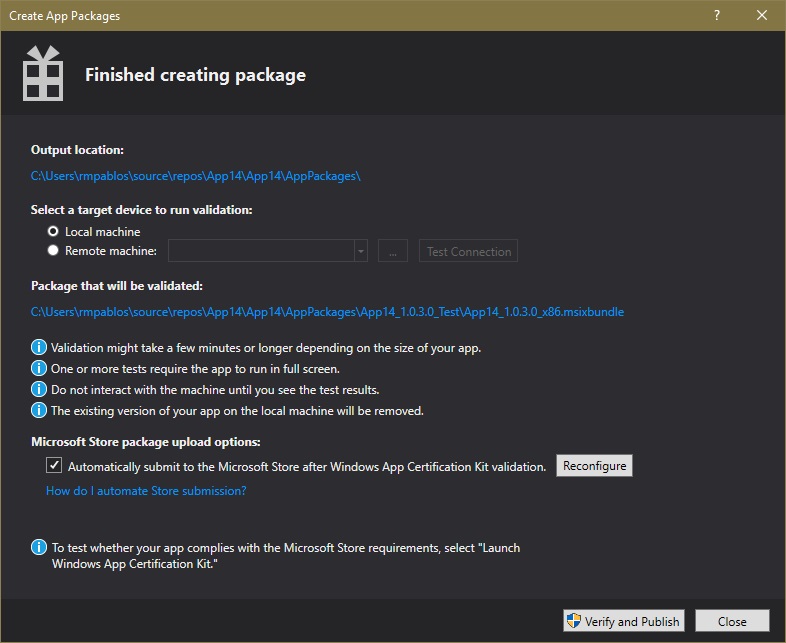 Create App Packages
?
Finished creating package
Output location:
C:\Users\rmpablos\source\repos\App14\App14\AppPackages\
Select a target device to run validation:
Local machine
Remote machine:
...
Test Connection
Package that will be validated:
C:\Users\rmpablos\source\repos\App14\App14\AppPackages\App14_1.0.3.0_Test\App14_1.0.3.0_x86.msixbundle
Validation might take a few minutes or longer depending on the size of your app.
One or more tests require the app to run in full screen.
Do not interact with the machine until you see the test results.
The existing version of your app on the local machine will be removed.
Microsoft Store package upload options:
Automatically submit to the Microsoft Store after Windows App Certification Kit validation.
Reconfigure
How do I automate Store submission?
To test whether your app complies with the Microsoft Store requirements, select "Launch
Windows App Certification Kit."
Verify and Publish
Close